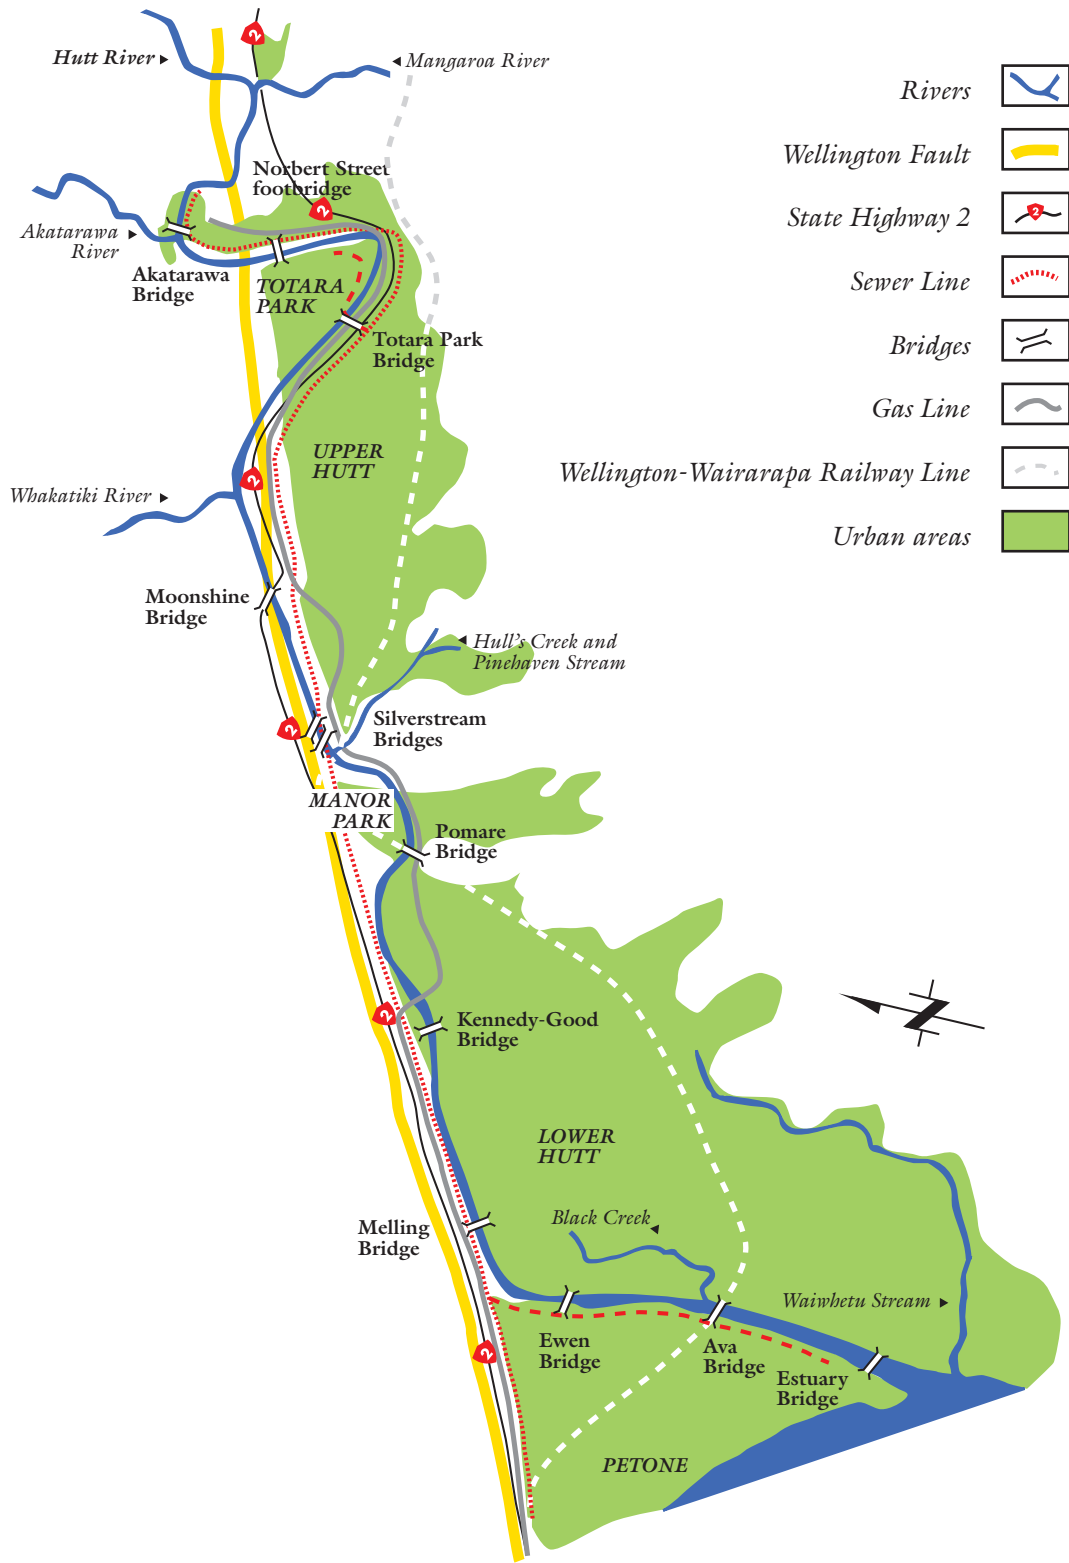 2
Hutt River
Mangaroa River
Rivers
Wellington Fault
Norbert Street
footbridge
2
State Highway 2
2
Akatarawa
River
Akatarawa
Bridge
TOTARA
PARK
Sewer Line
Totara Park
Bridge
Bridges
Gas Line
UPPER
HUTT
2
Whakatiki River
Wellington-Wairarapa Railway Line
Urban areas
Moonshine
Bridge
Hull's Creek and
Pinehaven Stream
2
Silverstream
Bridges
MANOR
PARK
Pomare
Bridge
2
Kennedy-Good
Bridge
LOWER
HUTT
Melling
Bridge
Black Creek
Waiwhetu Stream
2
Ewen
Bridge
Ava
Bridge
Estuary
Bridge
PETONE